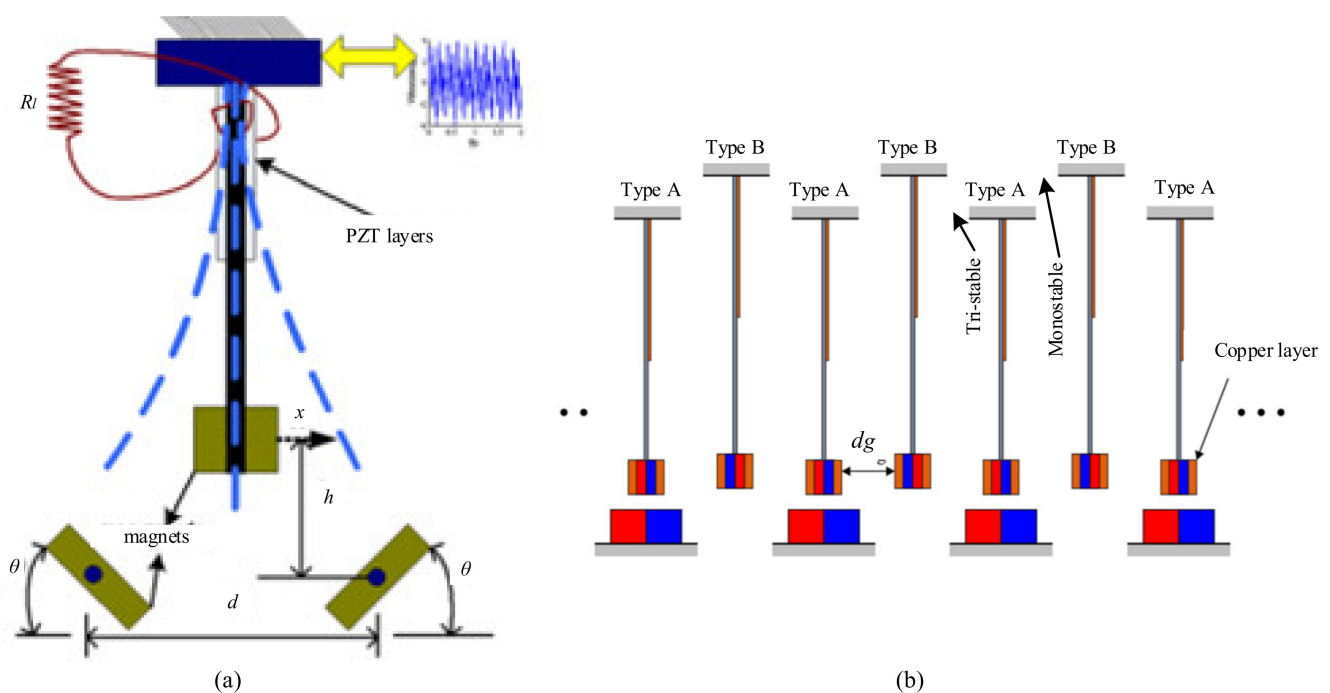 Rl
PZT layers
x
h
magnets
θ
θ
d
(a)
Type B
Type B
Type B
Type A
Type A
Type A
Type A
Tri-stable
Monostable
Copper layer
dg
(b)